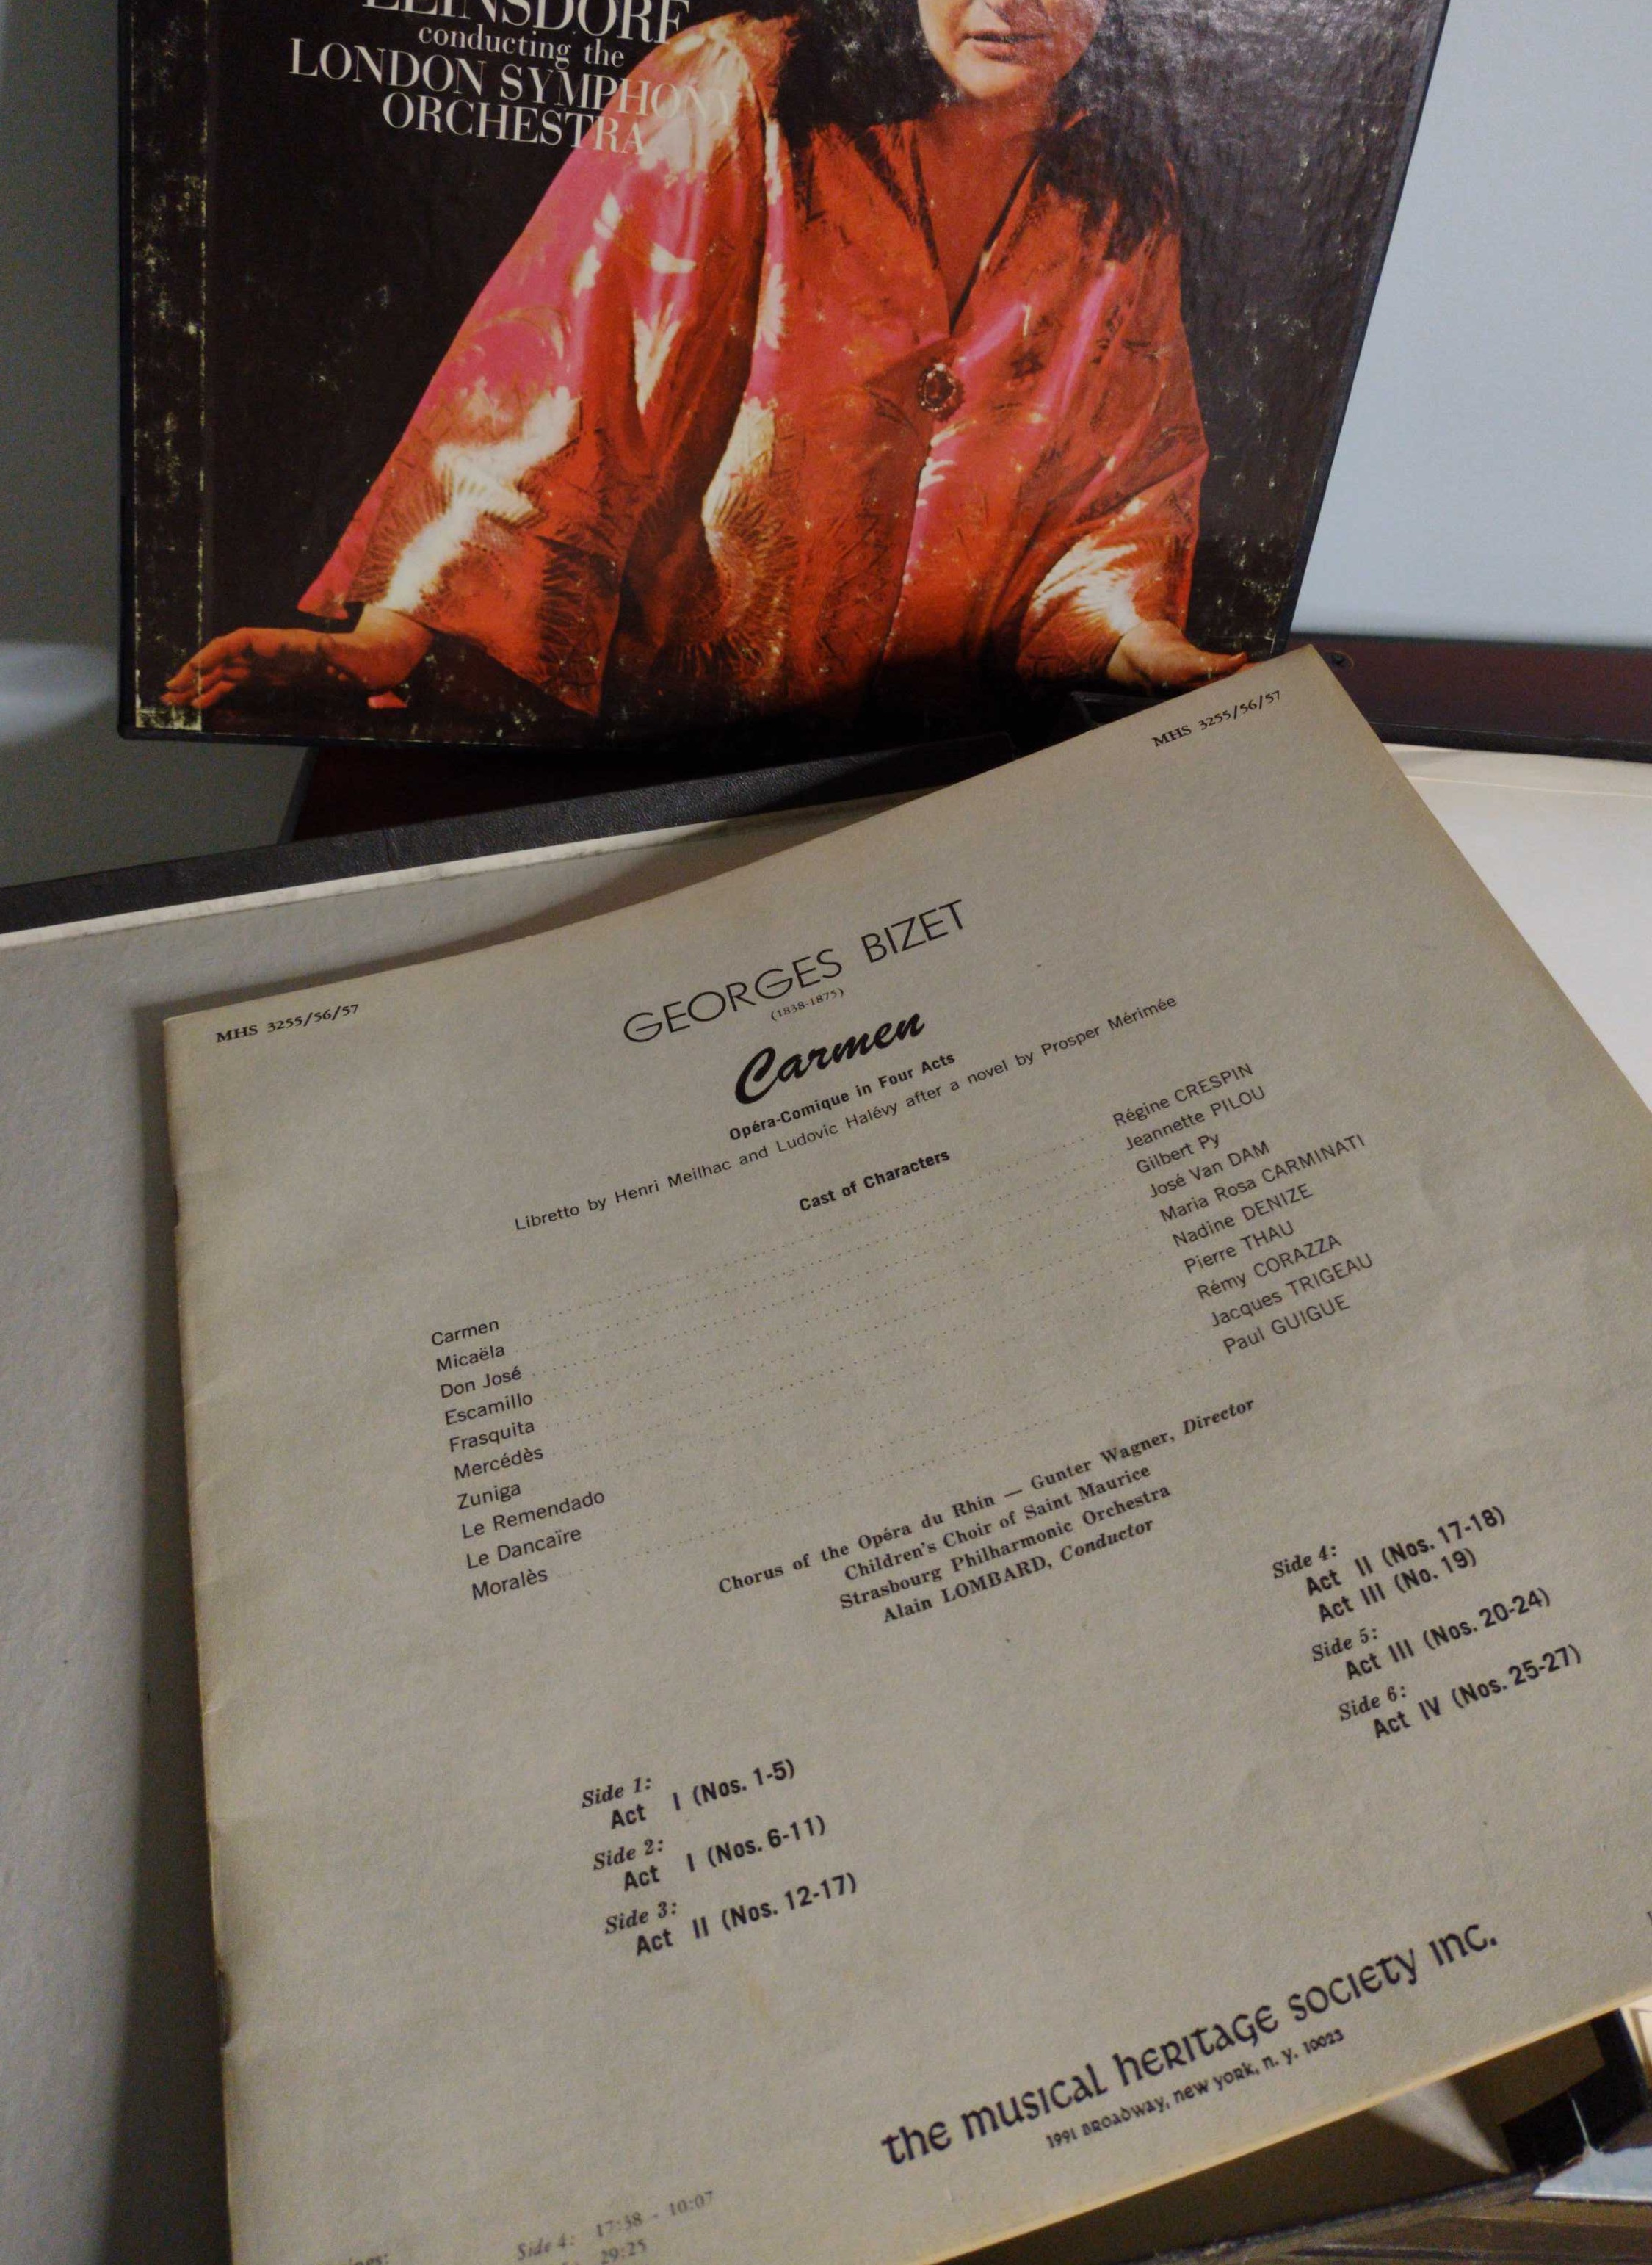 LEINSDORF
conducting the
LONDON SYMPHONY
ORCHESTRA
MHS 3255/56/57
MHS 3255/56/57
GEORGES BIZET
(1838-1875)
Carmen
Opéra-Comique in Four Acts
Libretto by Henri Meilhac and Ludovic Halévy after a novel by Prosper Mérimée
Cast of Characters
Carmen Régine CRESPIN
Micaëla Jeannette PILOU
Don José Gilbert Py
Escamillo José Van DAM
Frasquita Maria Rosa CARMINATI
Mercédès Nadine DENIZE
Zuniga Pierre THAU
Le Remendado Rémy CORAZZA
Le Dancaïre Jacques TRIGEAU
Moralès Paul GUIGUE
Chorus of the Opéra du Rhin — Gunter Wagner, Director
Children's Choir of Saint Maurice
Strasbourg Philharmonic Orchestra
Alain LOMBARD, Conductor
Side 1:
Act I (Nos. 1-5)
Side 2:
Act I (Nos. 6-11)
Side 3:
Act II (Nos. 12-17)
Side 4:
Act II (Nos. 17-18)
Act III (No. 19)
Side 5:
Act III (Nos. 20-24)
Side 6:
Act IV (Nos. 25-27)
the musical heritage society inc.
1991 Broadway, new york, n. y. 10023
Side 4: 17:38 - 10:07
29:25